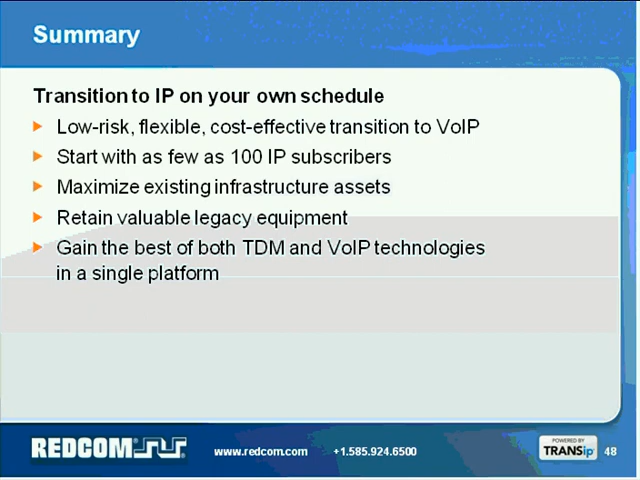 Summary
Transition to IP on your own schedule
Low-risk, flexible, cost-effective transition to VoIP
Start with as few as 100 IP subscribers
Maximize existing infrastructure assets
Retain valuable legacy equipment
Gain the best of both TDM and VoIP technologies
in a single platform
REDCOM www.redcom.com +1.585.924.6500 POWERED BY TRANSip 48